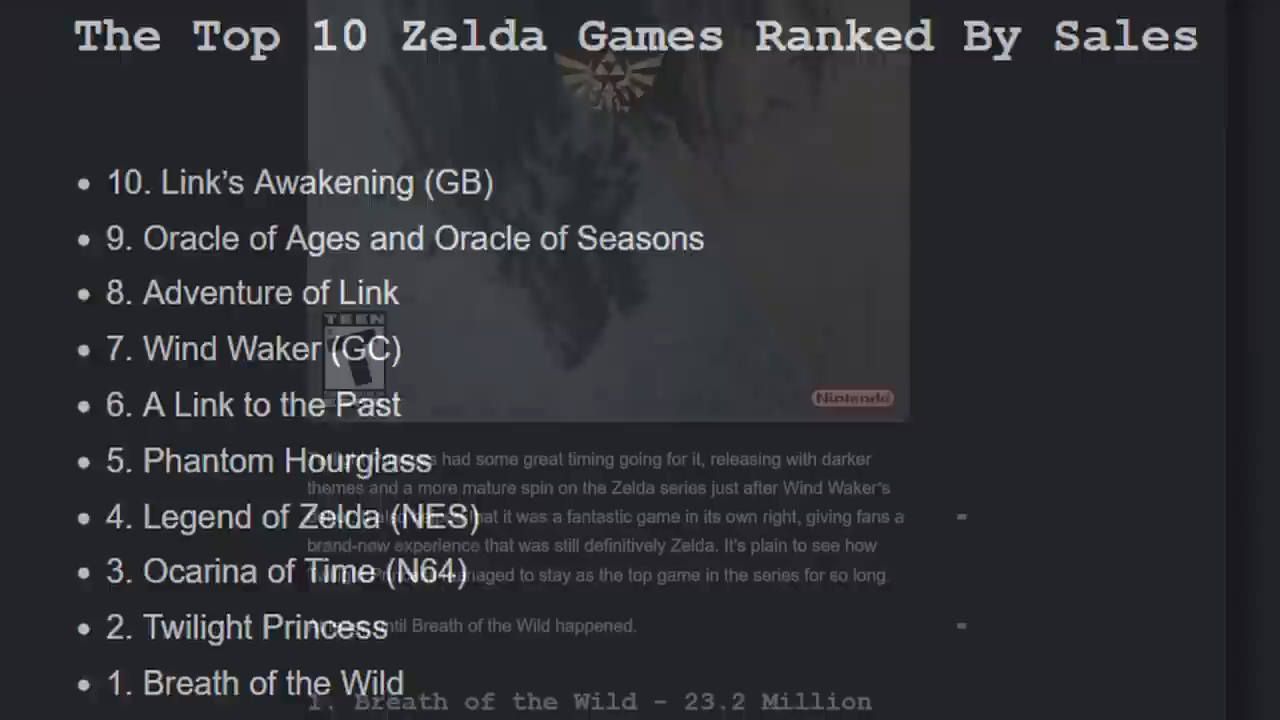 The Top 10 Zelda Games Ranked By Sales
• 10. Link's Awakening (GB)
• 9. Oracle of Ages and Oracle of Seasons
• 8. Adventure of Link
TEEN
• 7. Wind Waker (GC)
• 6. A Link to the Past
Nintendo
• 5. Phantom Hourglass
had some great timing going for it, releasing with darker
themes and a more mature spin on the Zelda series just after Wind Waker's
• 4. Legend of Zelda (NES)
that it was a fantastic game in its own right, giving fans a
brand-new experience that was still definitively Zelda. It's plain to see how
• 3. Ocarina of Time (N64)
managed to stay as the top game in the series for so long.
• 2. Twilight Princess
until Breath of the Wild happened.
• 1. Breath of the Wild
1. Breath of the Wild - 23.2 Million